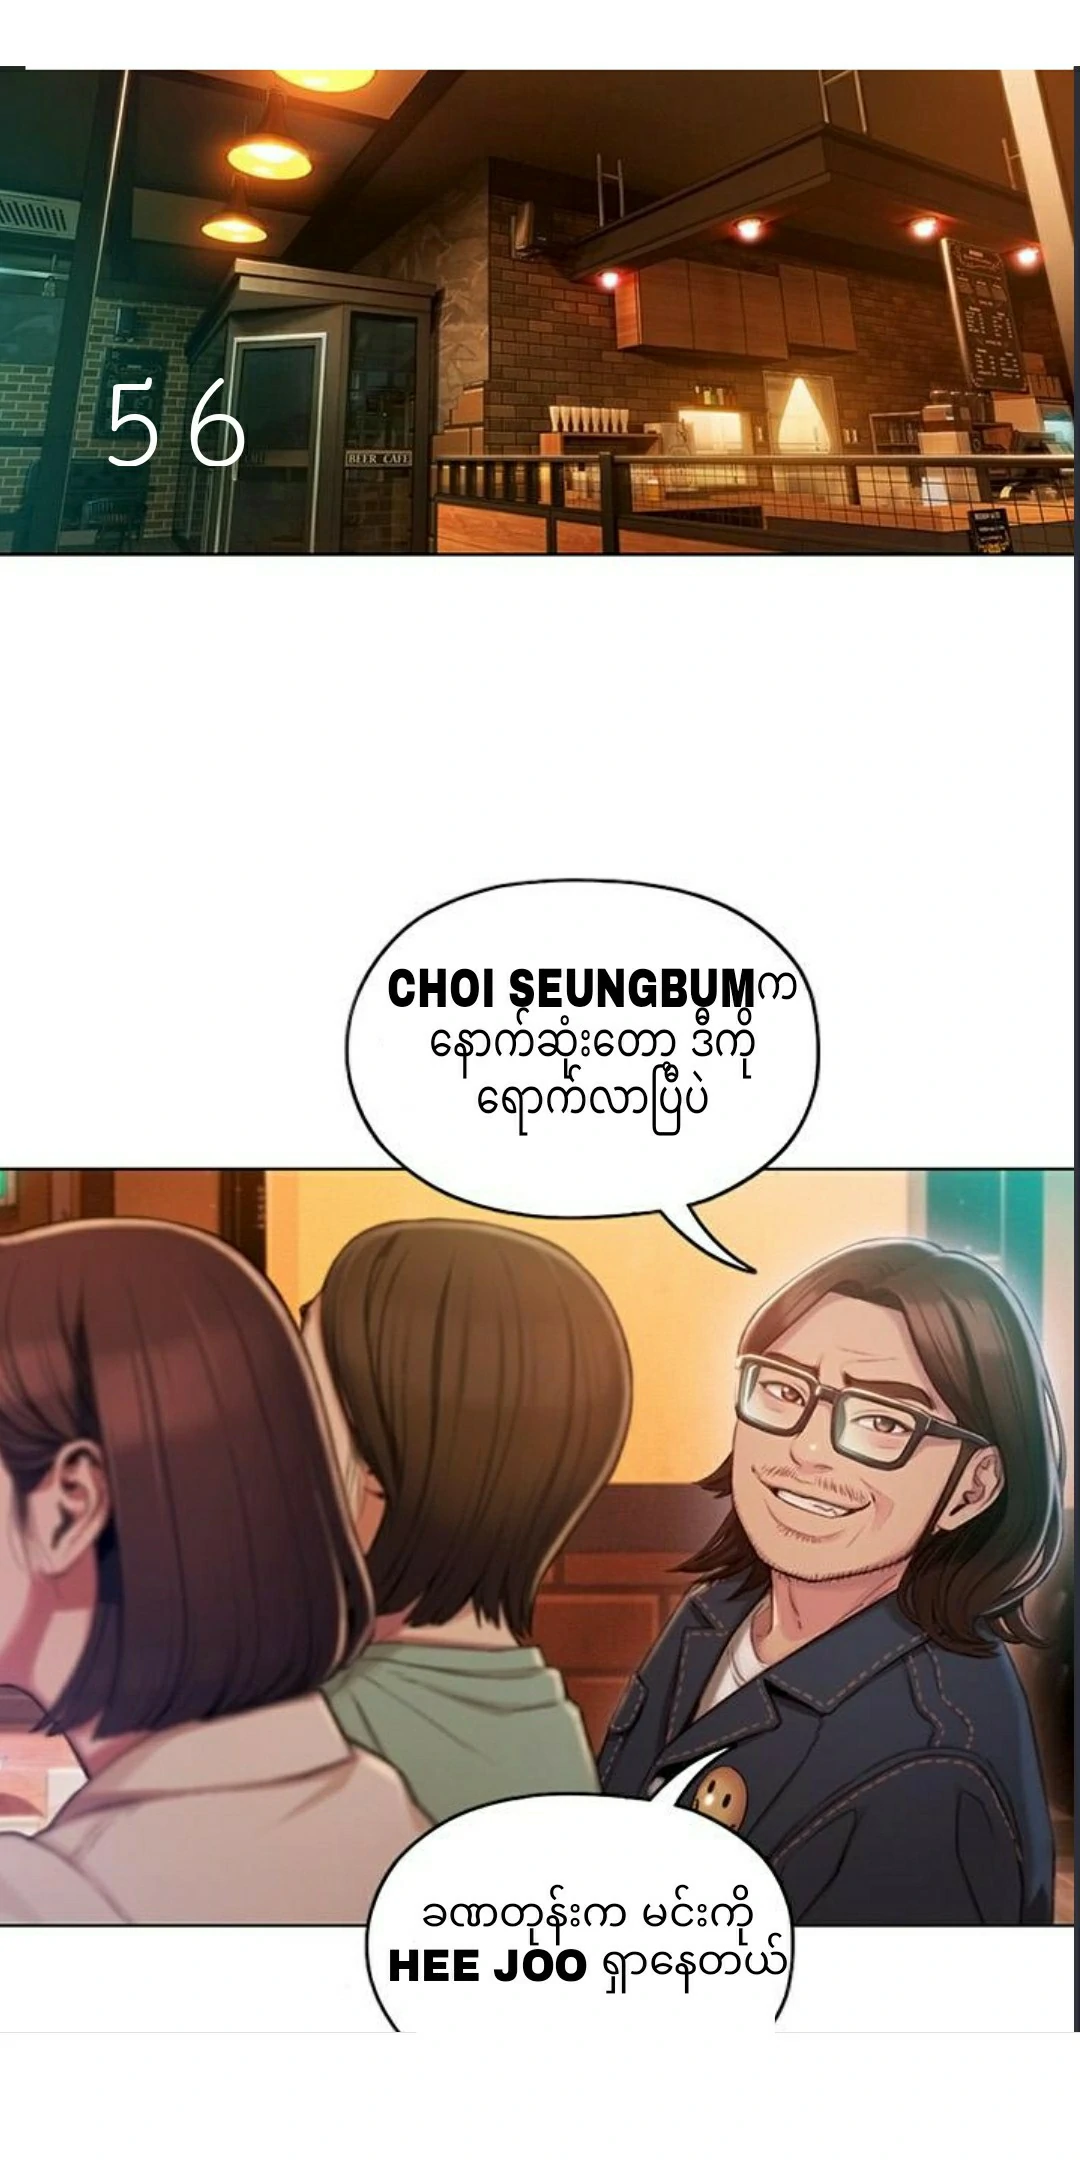 56
BEER CAFE
CHOI SEUNGBUMက
နောက်ဆုံးတော့ ဒီကို
ရောက်လာပြီပဲ
ခဏတုန်းက မင်းကို
HEE JOO ရှာနေတယ်